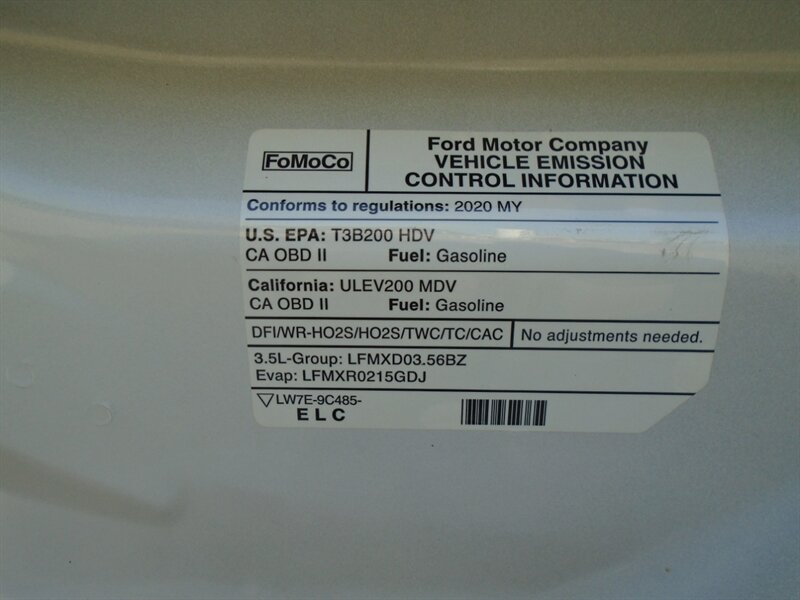 FoMoCo
Ford Motor Company
VEHICLE EMISSION
CONTROL INFORMATION
Conforms to regulations: 2020 MY
U.S. EPA: T3B200 HDV
CA OBD II Fuel: Gasoline
California: ULEV200 MDV
CA OBD II Fuel: Gasoline
DFI/WR-HO2S/HO2S/TWC/TC/CAC No adjustments needed.
3.5L-Group: LFMXD03.56BZ
Evap: LFMXR0215GDJ
LW7E-9C485-
ELC